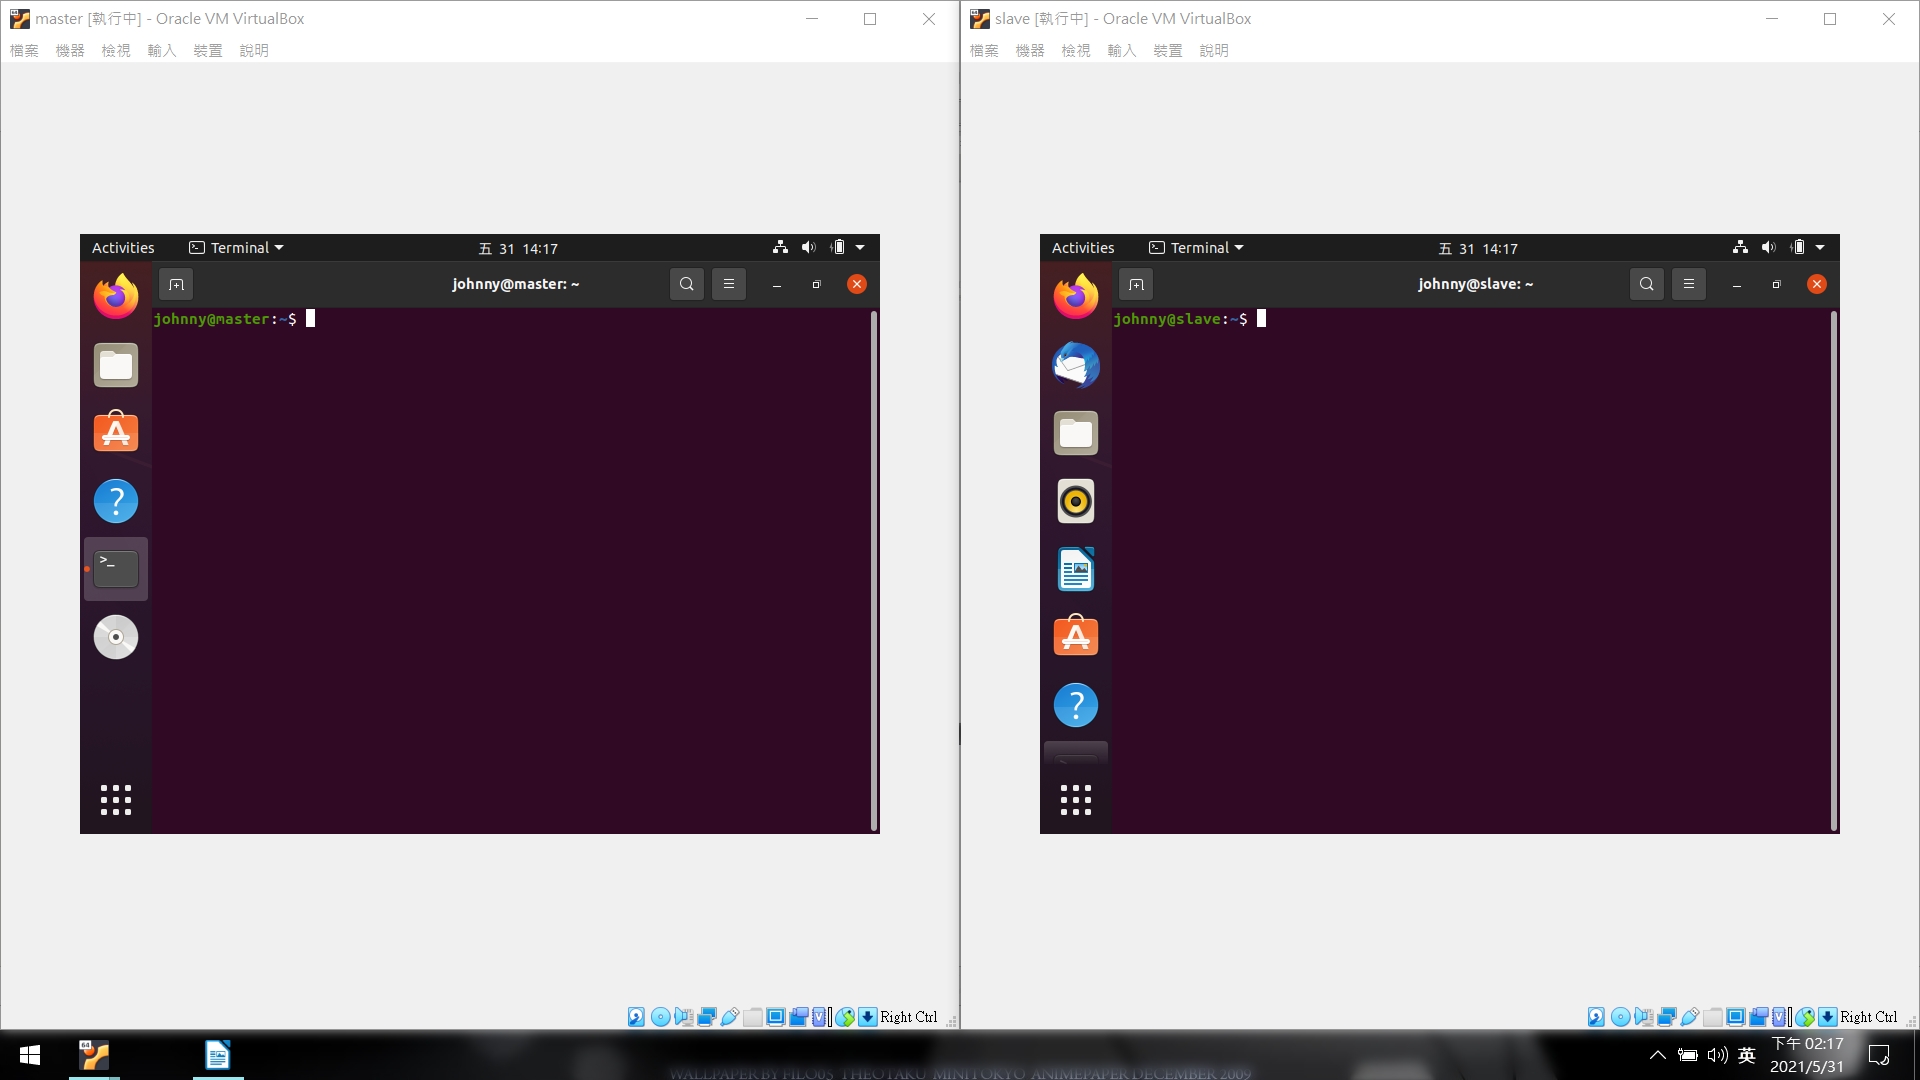 master [執行中] - Oracle VM VirtualBox
檔案 機器 檢視 輸入 裝置 說明
Activities Terminal 五 31 14:17
johnny@master: ~
johnny@master:~$
Right Ctrl
slave [執行中] - Oracle VM VirtualBox
檔案 機器 檢視 輸入 裝置 說明
Activities Terminal 五 31 14:17
johnny@slave: ~
johnny@slave:~$
Right Ctrl
WALLPAPER BY FILO05 THEOTAKU MINITOKYO ANIMEPAPER DECEMBER 2009
英
下午 02:17
2021/5/31